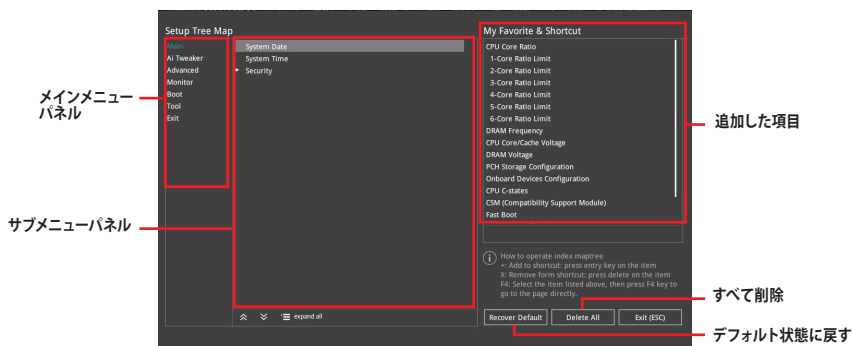 Setup Tree Map
Main
Ai Tweaker
Advanced
Monitor
Boot
Tool
Exit
System Date
System Time
Security
expand all
My Favorite & Shortcut
CPU Core Ratio
1-Core Ratio Limit
2-Core Ratio Limit
3-Core Ratio Limit
4-Core Ratio Limit
5-Core Ratio Limit
6-Core Ratio Limit
DRAM Frequency
CPU Core/Cache Voltage
DRAM Voltage
PCH Storage Configuration
Onboard Devices Configuration
CPU C-states
CSM (Compatibility Support Module)
Fast Boot
How to operate index maptree
+: Add to shortcut: press entry key on the item
X: Remove form shortcut: press delete on the item
F4: Select the item listed above, then press F4 key to
go to the page directly.
Recover Default
Delete All
Exit (ESC)
メインメニュー
パネル
サブメニューパネル
追加した項目
すべて削除
デフォルト状態に戻す